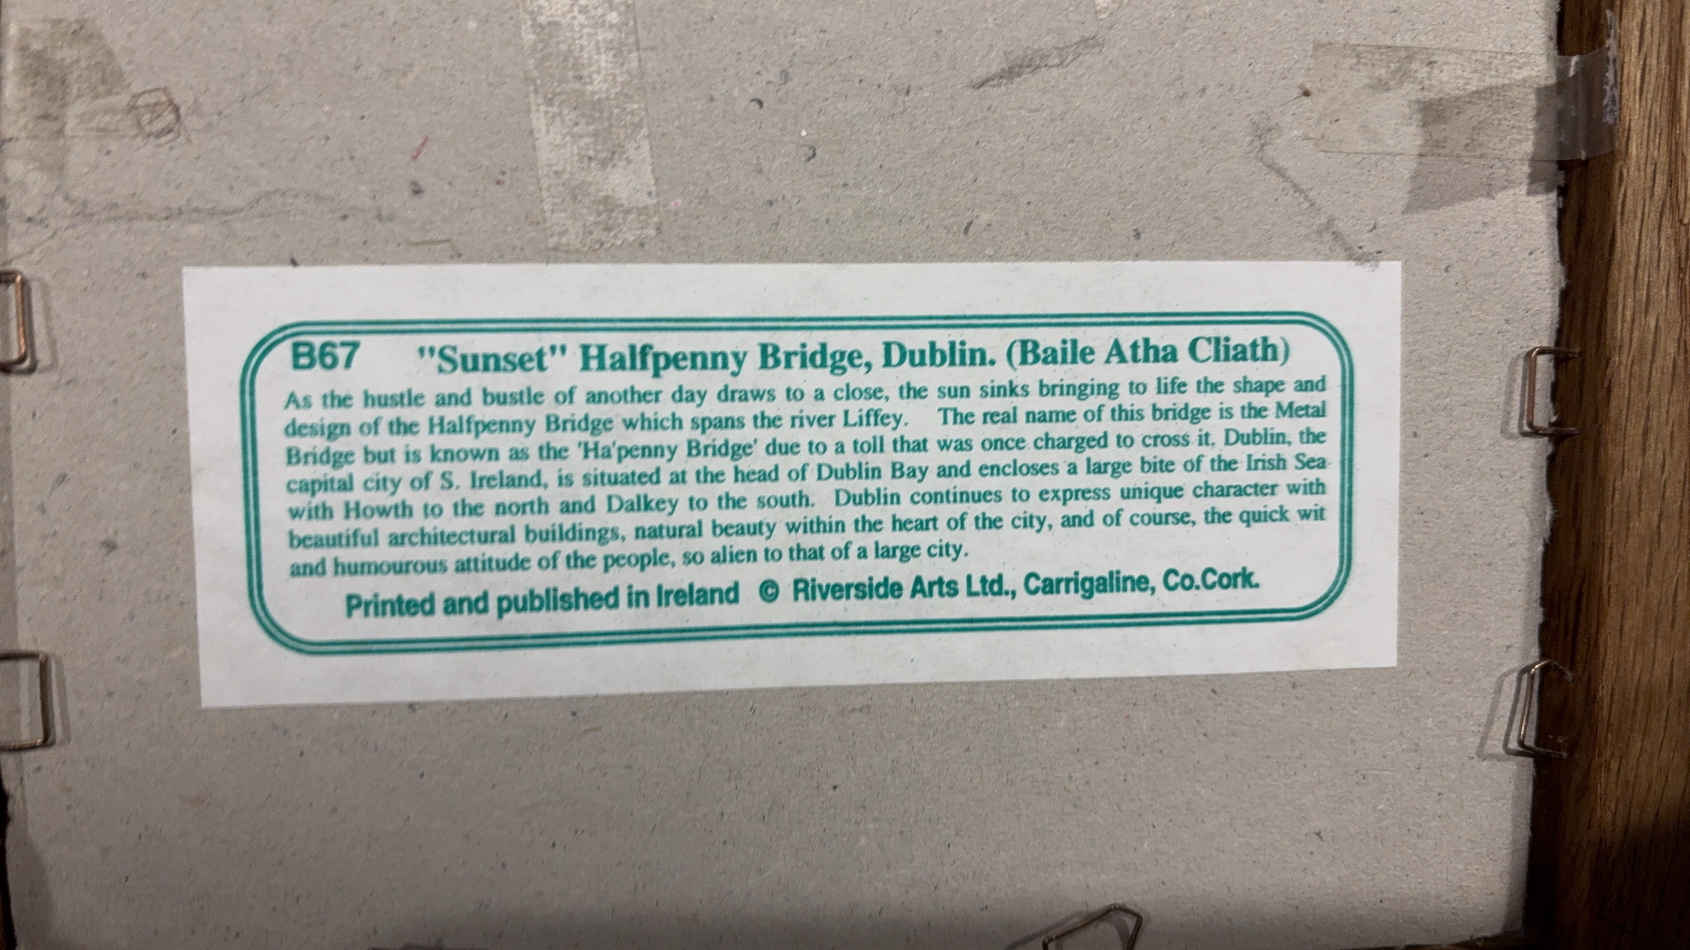 B67 "Sunset" Halfpenny Bridge, Dublin. (Baile Atha Cliath)
As the hustle and bustle of another day draws to a close, the sun sinks bringing to life the shape and
design of the Halfpenny Bridge which spans the river Liffey. The real name of this bridge is the Metal
Bridge but is known as the 'Ha'penny Bridge' due to a toll that was once charged to cross it. Dublin, the
capital city of S. Ireland, is situated at the head of Dublin Bay and encloses a large bite of the Irish Sea
with Howth to the north and Dalkey to the south. Dublin continues to express unique character with
beautiful architectural buildings, natural beauty within the heart of the city, and of course, the quick wit
and humourous attitude of the people, so alien to that of a large city.
Printed and published in Ireland © Riverside Arts Ltd., Carrigaline, Co.Cork.